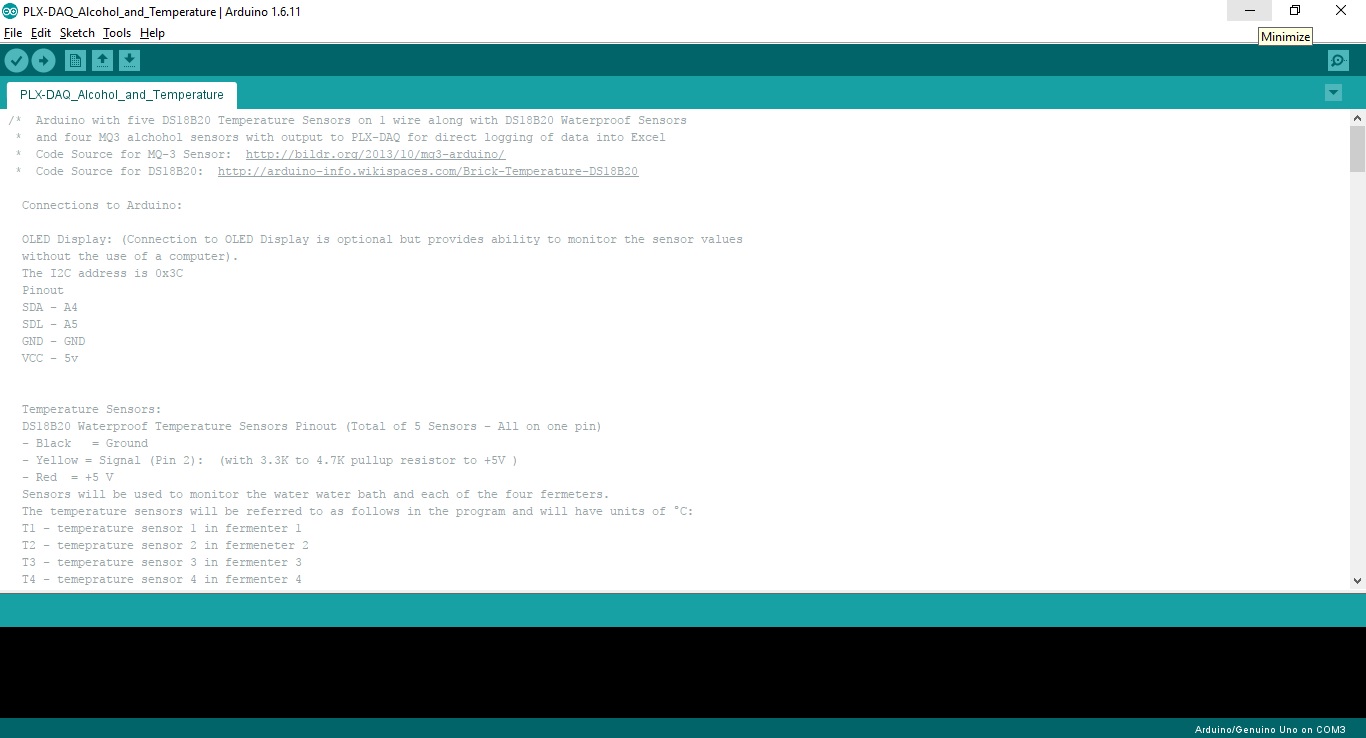 PLX-DAQ_Alcohol_and_Temperature | Arduino 1.6.11
File Edit Sketch Tools Help
Minimize
PLX-DAQ_Alcohol_and_Temperature
/* Arduino with five DS18B20 Temperature Sensors on 1 wire along with DS18B20 Waterproof Sensors
* and four MQ3 alchohol sensors with output to PLX-DAQ for direct logging of data into Excel
* Code Source for MQ-3 Sensor: http://bildr.org/2013/10/mq3-arduino/
* Code Source for DS18B20: http://arduino-info.wikispaces.com/Brick-Temperature-DS18B20
Connections to Arduino:
OLED Display: (Connection to OLED Display is optional but provides ability to monitor the sensor values
without the use of a computer).
The I2C address is 0x3C
Pinout
SDA - A4
SDL - A5
GND - GND
VCC - 5v
Temperature Sensors:
DS18B20 Waterproof Temperature Sensors Pinout (Total of 5 Sensors - All on one pin)
- Black = Ground
- Yellow = Signal (Pin 2): (with 3.3K to 4.7K pullup resistor to +5V )
- Red = +5 V
Sensors will be used to monitor the water water bath and each of the four fermeters.
The temperature sensors will be referred to as follows in the program and will have units of °C:
T1 - temperature sensor 1 in fermenter 1
T2 - temeprature sensor 2 in fermeneter 2
T3 - temperature sensor 3 in fermenter 3
T4 - temeprature sensor 4 in fermenter 4
Arduino/Genuino Uno on COM3